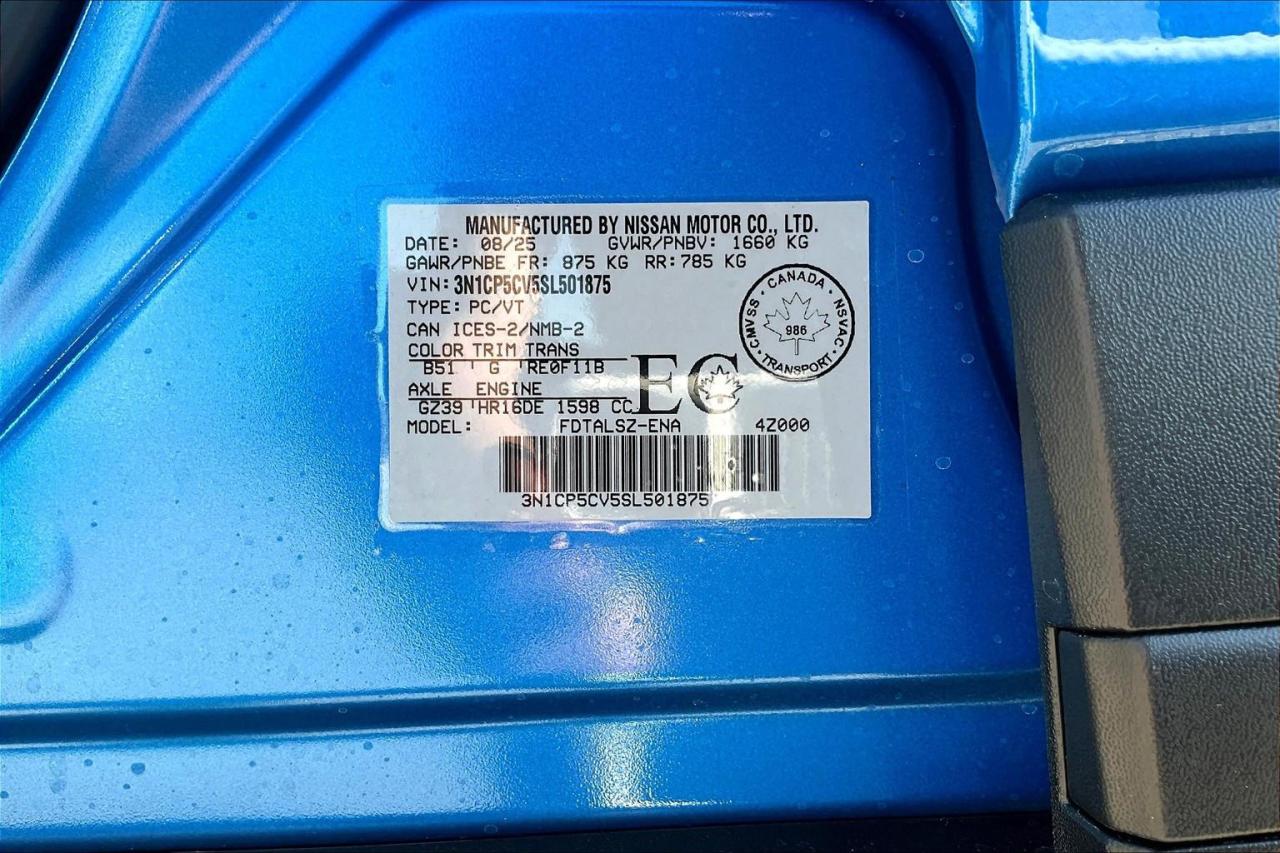 MANUFACTURED BY NISSAN MOTOR CO., LTD.
DATE: 08/25 GVWR/PNBV: 1660 KG
GAWR/PNBE FR: 875 KG RR: 785 KG
VIN: 3N1CP5CV5SL501875
TYPE: PC/VT
CAN ICES-2/NMB-2
COLOR TRIM TRANS
B51 G RE0F11B
AXLE ENGINE
GZ39 HR16DE 1598 CC
EC
MODEL: FDTALSZ-ENA 4Z000
3N1CP5CV5SL501875
CANADA
CMVSS 986 NSVAC
TRANSPORT